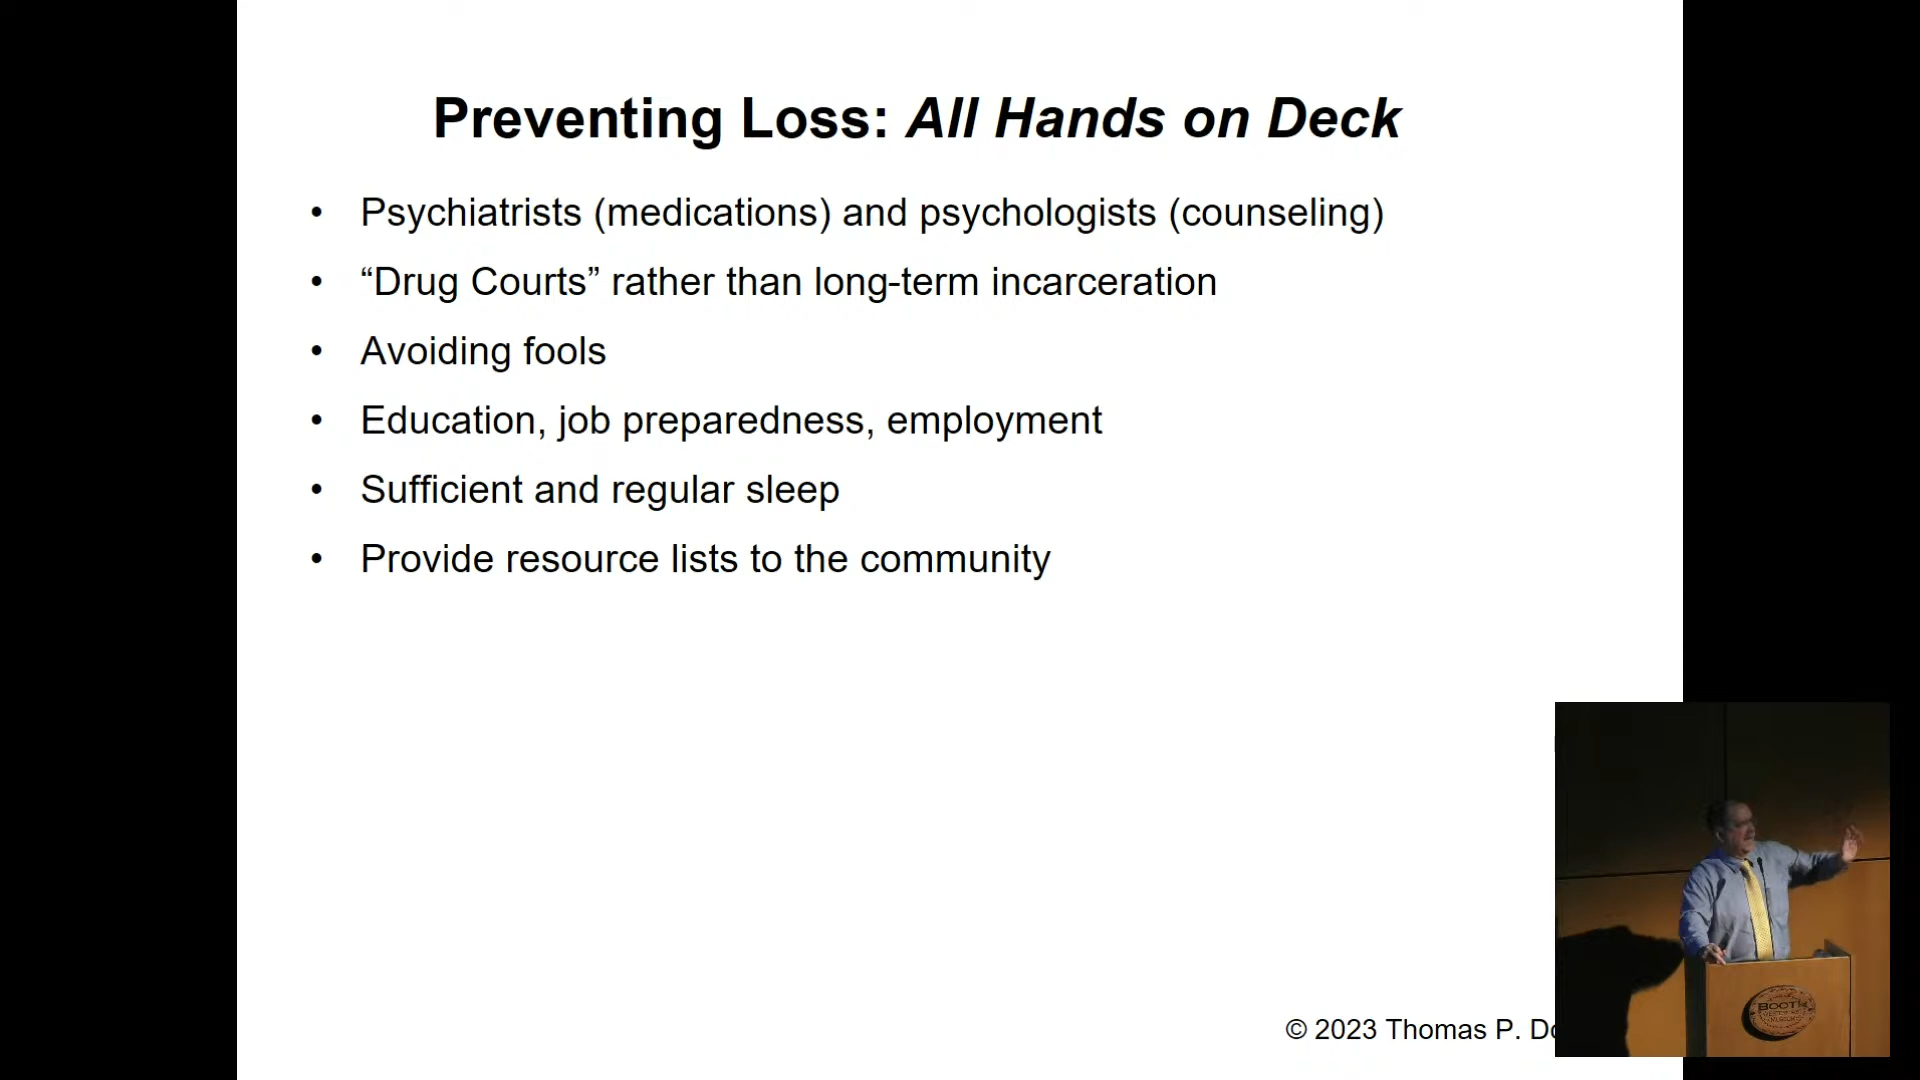 Preventing Loss: All Hands on Deck
• Psychiatrists (medications) and psychologists (counseling)
• “Drug Courts” rather than long-term incarceration
• Avoiding fools
• Education, job preparedness, employment
• Sufficient and regular sleep
• Provide resource lists to the community
© 2023 Thomas P.
BOOTH